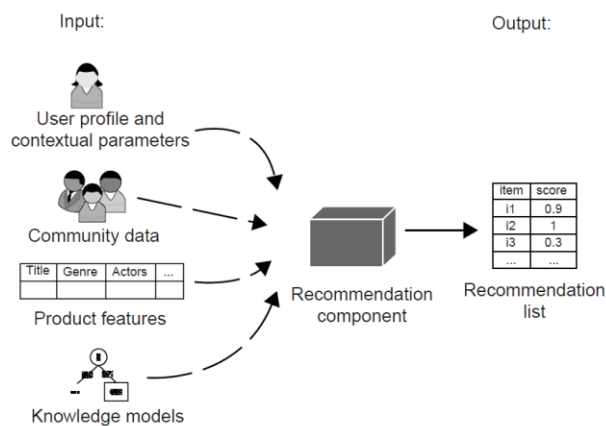 Input:
Output:
User profile and
contextual parameters
Community data
Title Genre Actors ...
Product features
Knowledge models
Recommendation
component
item score
i1 0.9
i2 1
i3 0.3
... ...
Recommendation
list